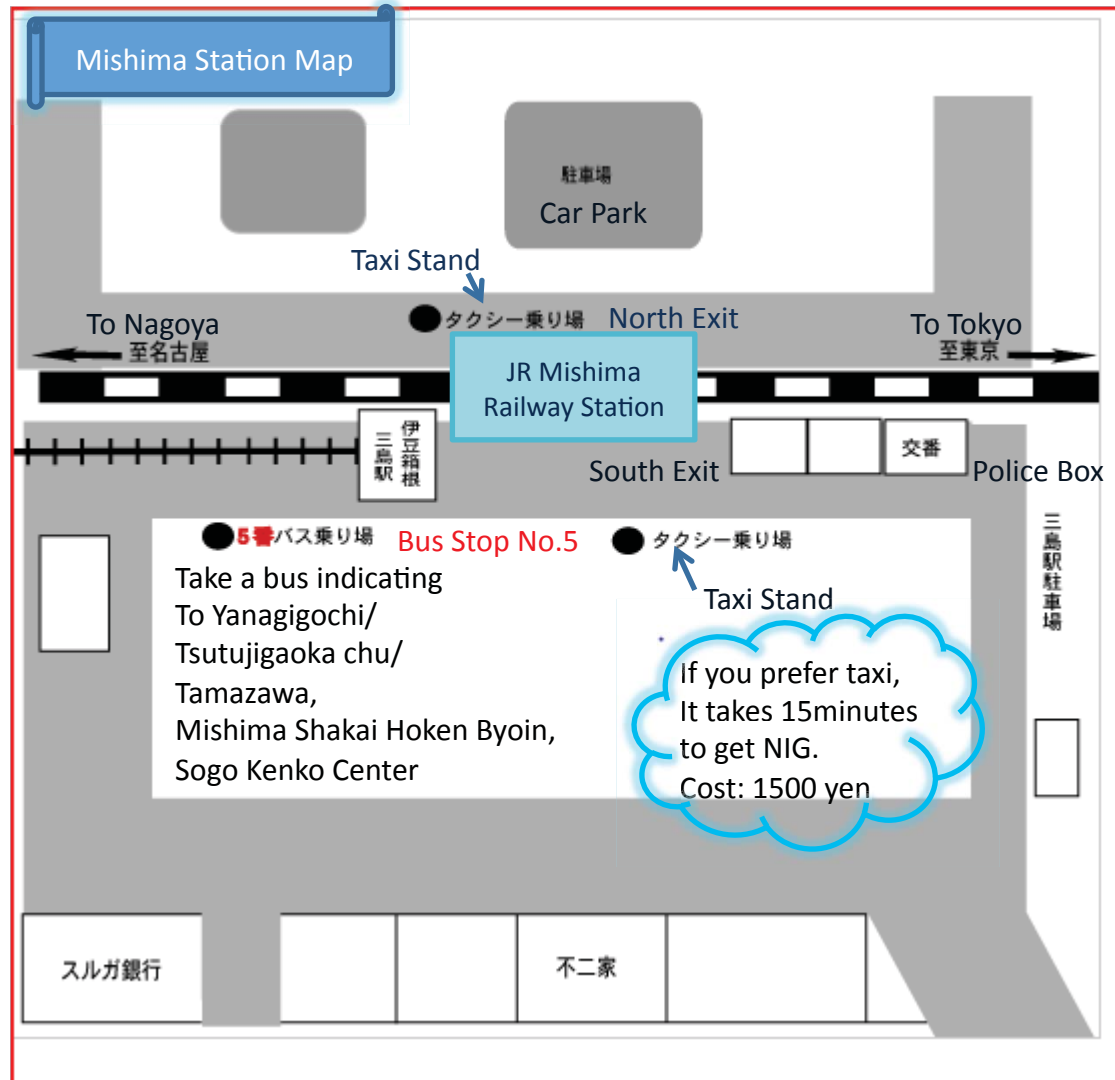 Mishima Station Map
駐車場
Car Park
Taxi Stand
タクシー乗り場
North Exit
To Nagoya
至名古屋
To Tokyo
至東京
JR Mishima
Railway Station
伊豆箱根
三島駅
South Exit
交番
Police Box
5番バス乗り場
Bus Stop No.5
タクシー乗り場
Taxi Stand
三島駅駐車場
Take a bus indicating
To Yanagigochi/
Tsutujigaoka chu/
Tamazawa,
Mishima Shakai Hoken Byoin,
Sogo Kenko Center
If you prefer taxi,
It takes 15minutes
to get NIG.
Cost: 1500 yen
スルガ銀行
不二家